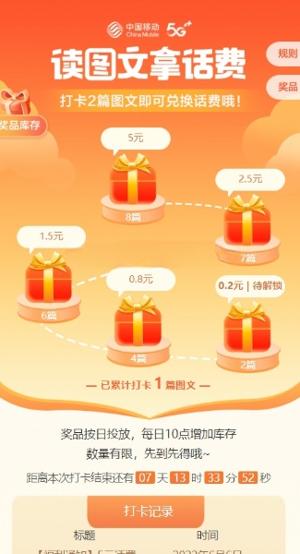 中国移动
China Mobile
5G
规则
读图文拿话费
打卡2篇图文即可兑换话费哦！
奖品
奖品库存
5元
8篇
2.5元
7篇
1.5元
6篇
0.8元
4篇
0.2元 | 待解锁
2篇
已累计打卡 1 篇图文
奖品按日投放，每日10点增加库存
数量有限，先到先得哦~
距离本次打卡结束还有 07 天 13 时 33 分 52 秒
打卡记录
标题 时间